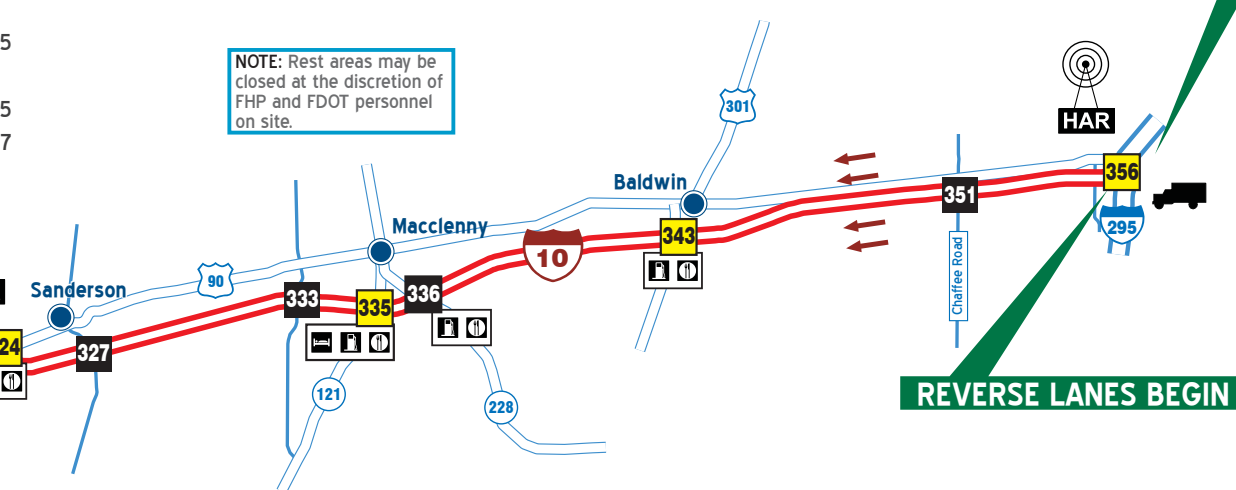 5
5
7
NOTE: Rest areas may be
closed at the discretion of
FHP and FDOT personnel
on site.
301
HAR
Baldwin
356
351
295
343
Macclenny
10
90
Sanderson
333
335
336
24
327
Chaffee Road
121
228
REVERSE LANES BEGIN